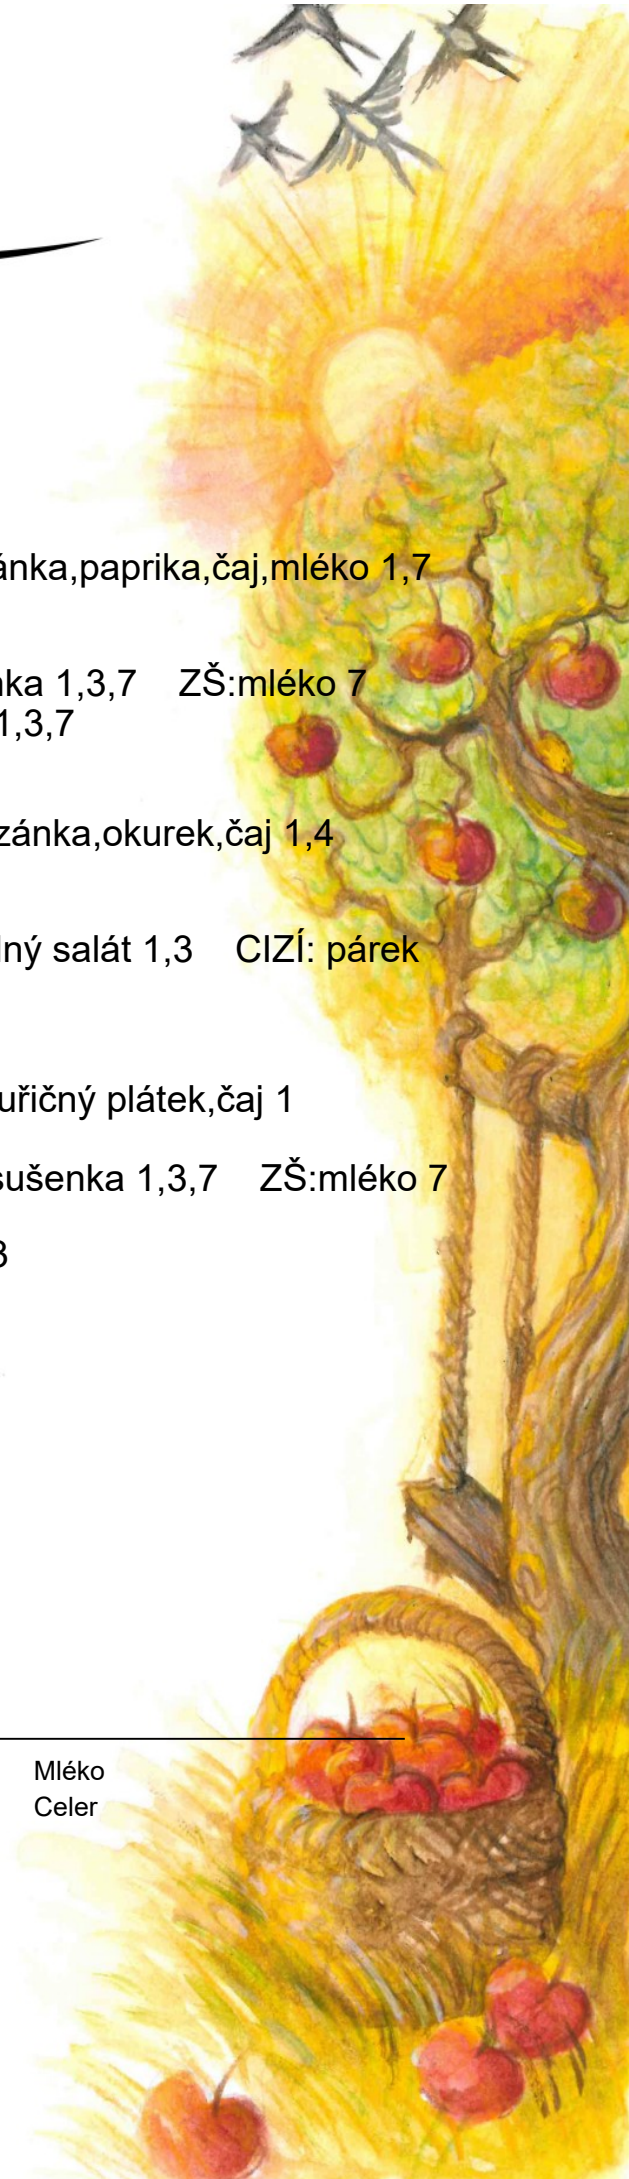 ánka,paprika,čaj,mléko 1,7
nka 1,3,7 ZŠ:mléko 7
1,3,7
zánka,okurek,čaj 1,4
lný salát 1,3 CIZÍ: párek
uřičný plátek,čaj 1
sušenka 1,3,7 ZŠ:mléko 7
3
Mléko
Celer